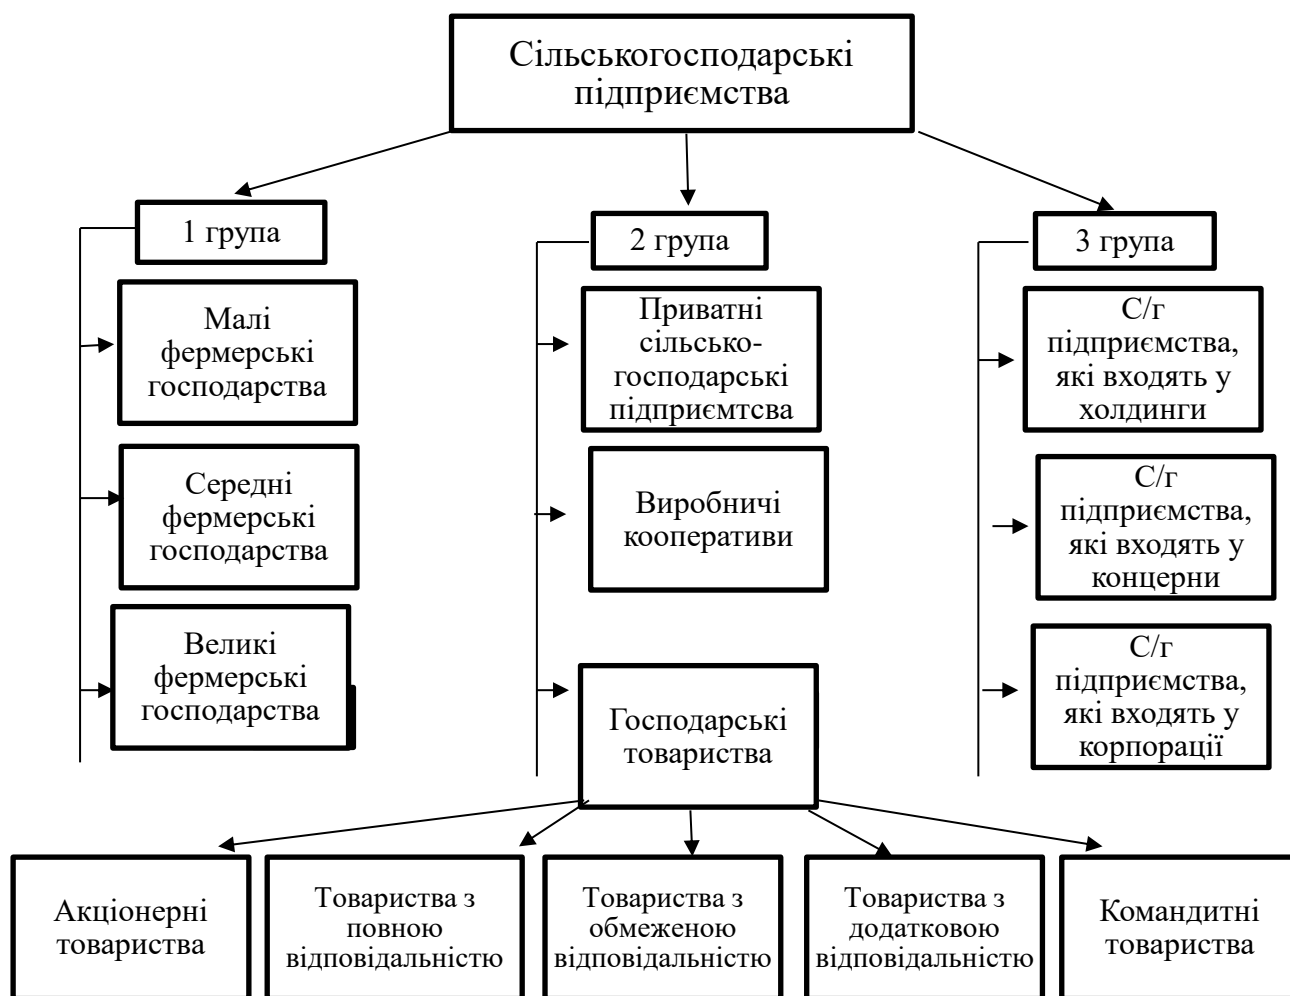 Сільськогосподарські
підприємства
1 група
2 група
3 група
Малі
фермерські
господарства
Середні
фермерські
господарства
Великі
фермерські
господарства
Приватні
сільсько-
господарські
підприємтсва
Виробничі
кооперативи
Господарські
товариства
С/г
підприємства,
які входять у
холдинги
С/г
підприємства,
які входять у
концерни
С/г
підприємства,
які входять у
корпорації
Акціонерні
товариства
Товариства з
повною
відповідальністю
Товариства з
обмеженою
відповідальністю
Товариства з
додатковою
відповідальністю
Командитні
товариства